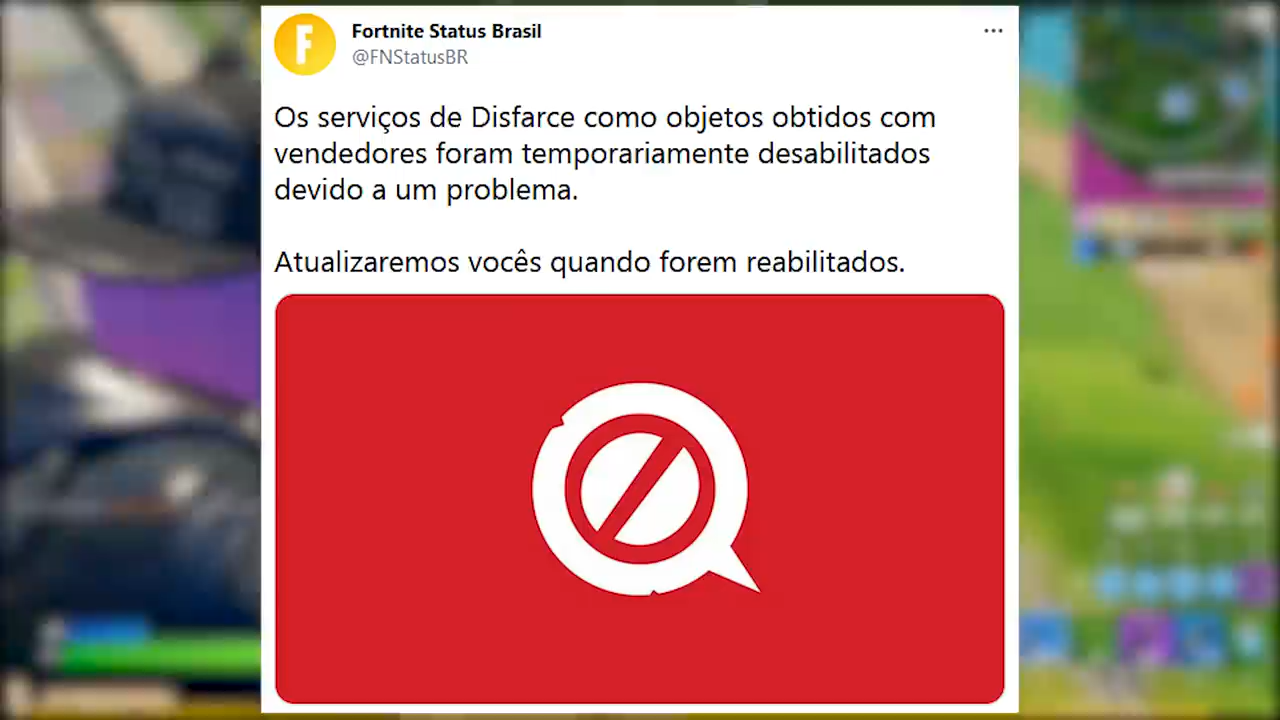 Fortnite Status Brasil
@FNStatusBR
Os serviços de Disfarce como objetos obtidos com
vendedores foram temporariamente desabilitados
devido a um problema.
Atualizaremos vocês quando forem reabilitados.